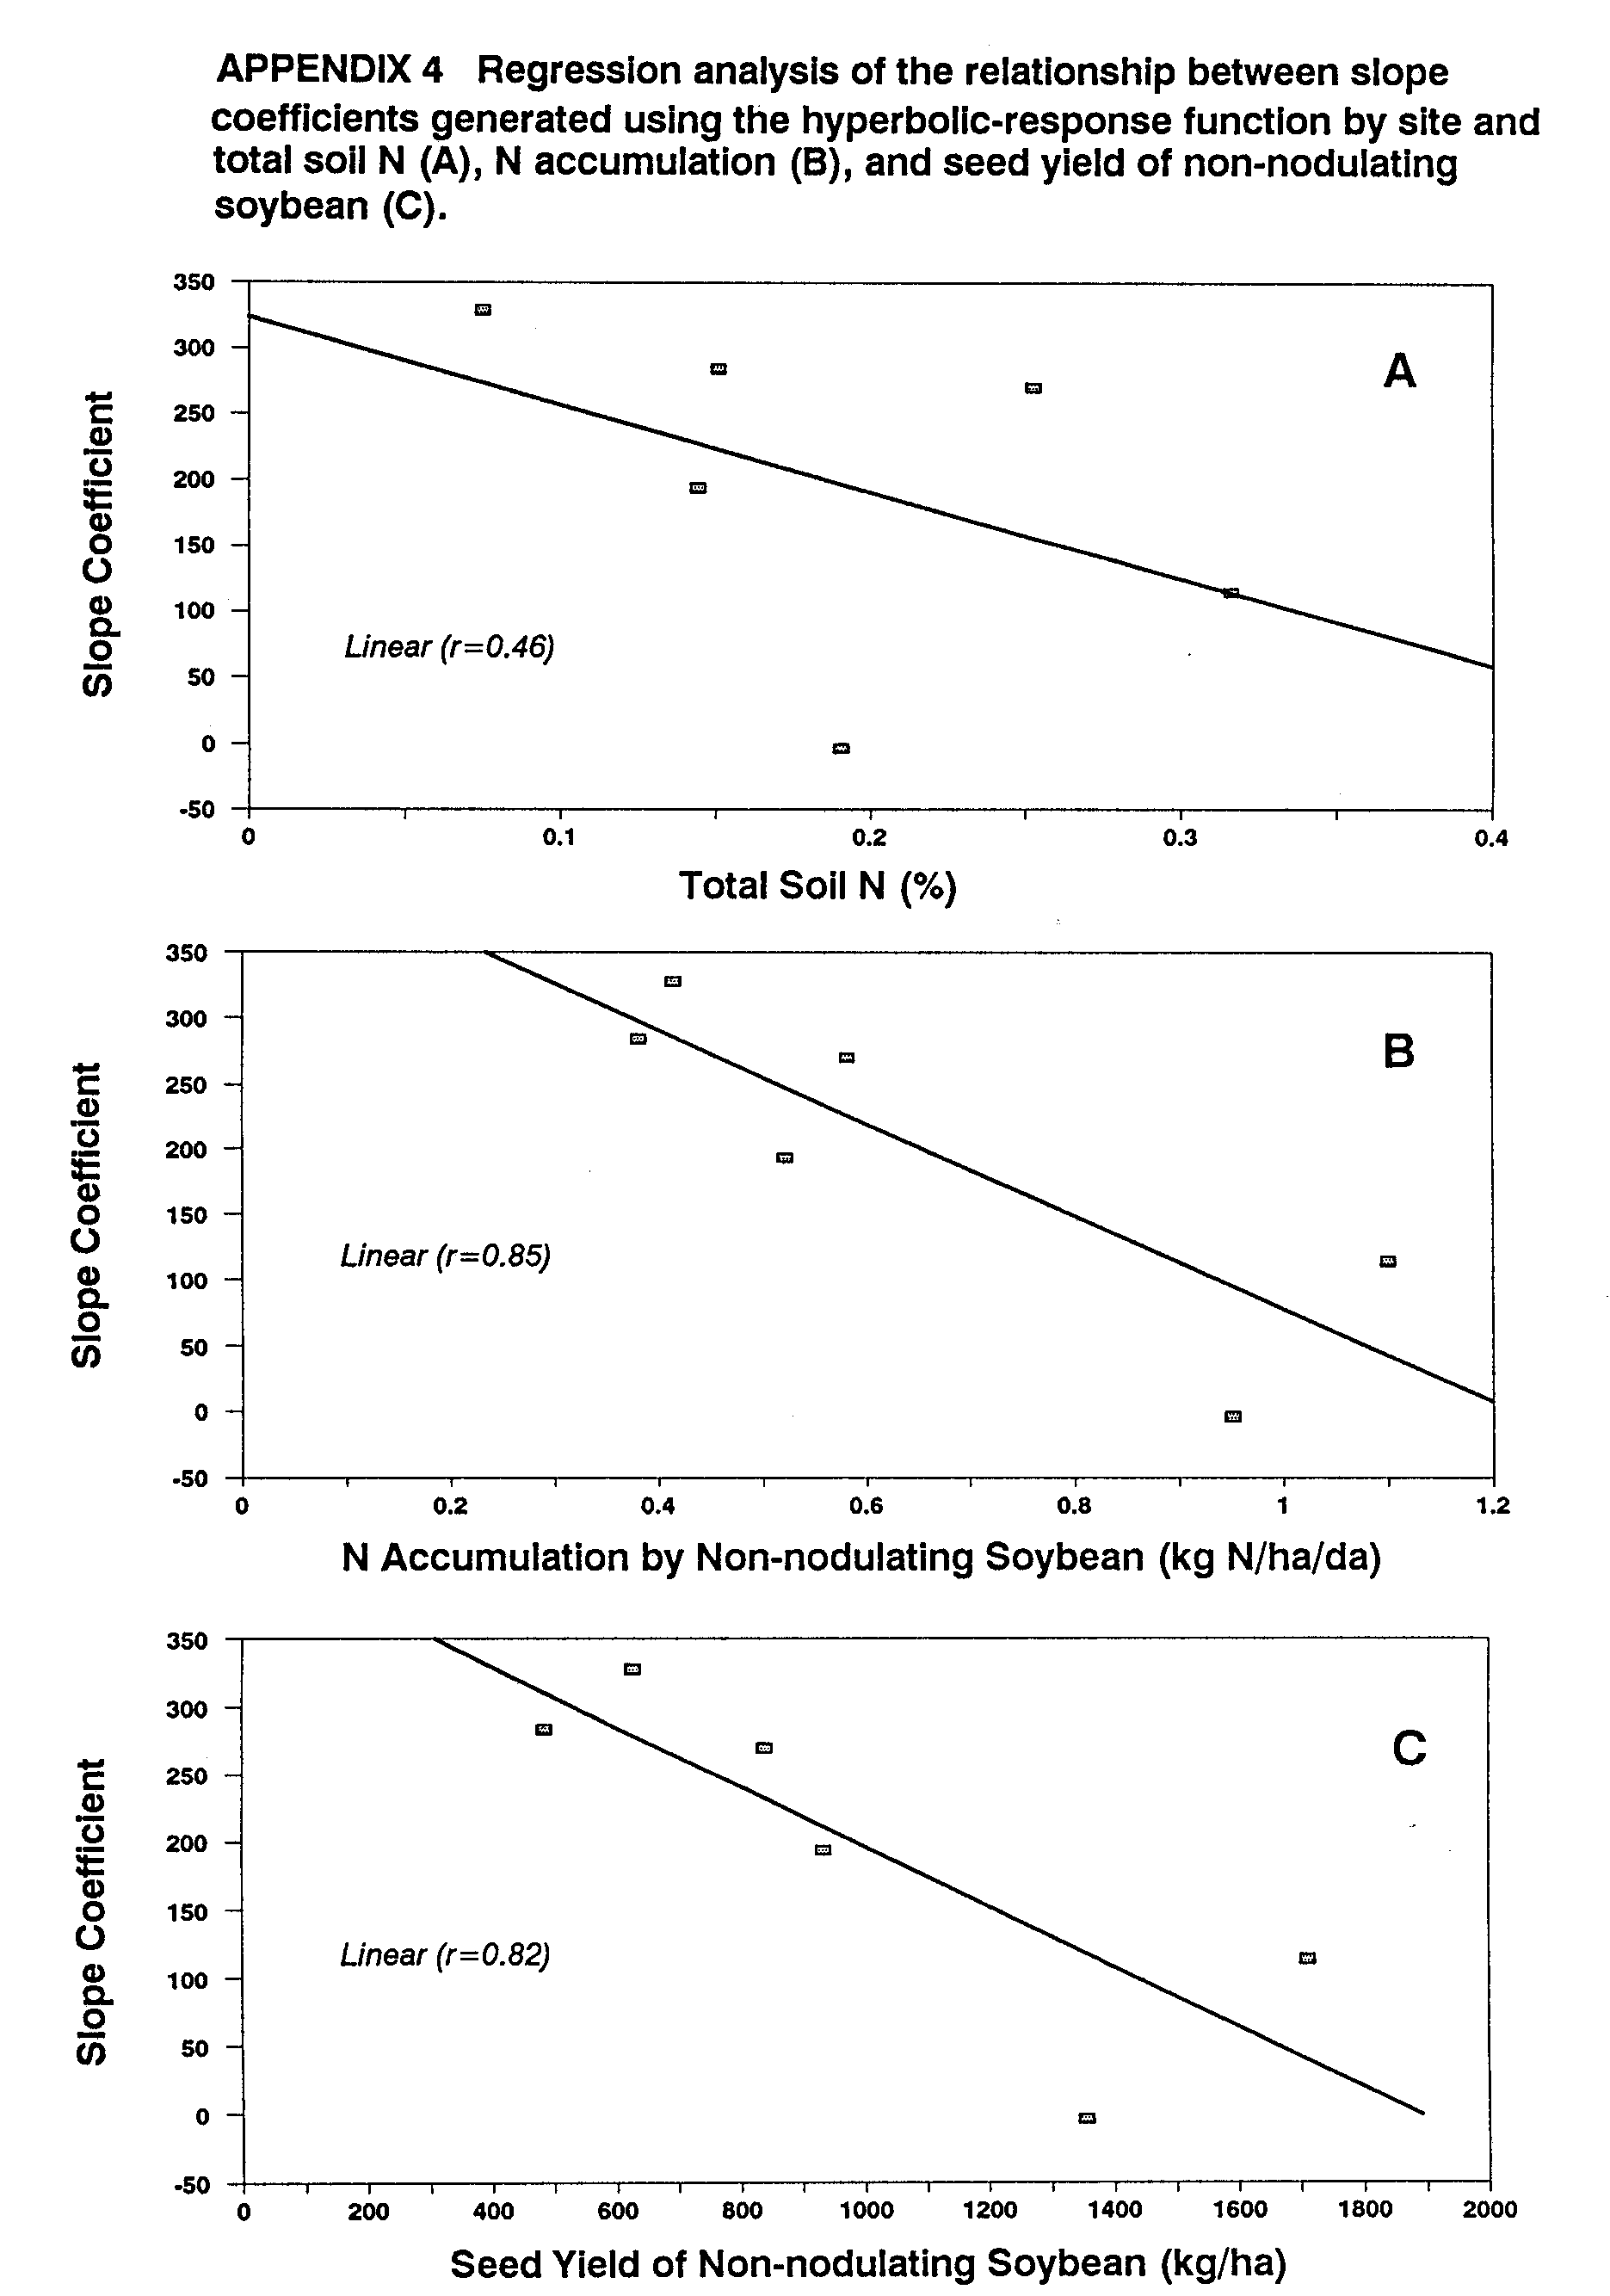 APPENDIX 4 Regression analysis of the relationship between slope
coefficients generated using the hyperbolic-response function by site and
total soil N (A), N accumulation (B), and seed yield of non-nodulating
soybean (C).
350
300
250
200
150
100
50
0
-50
Slope Coefficient
A
Linear (r=0.46)
0 0.1 0.2 0.3 0.4
Total Soil N (%)
350
300
250
200
150
100
50
0
-50
Slope Coefficient
B
Linear (r=0.85)
0 0.2 0.4 0.6 0.8 1 1.2
N Accumulation by Non-nodulating Soybean (kg N/ha/da)
350
300
250
200
150
100
50
0
-50
Slope Coefficient
C
Linear (r=0.82)
0 200 400 600 800 1000 1200 1400 1600 1800 2000
Seed Yield of Non-nodulating Soybean (kg/ha)